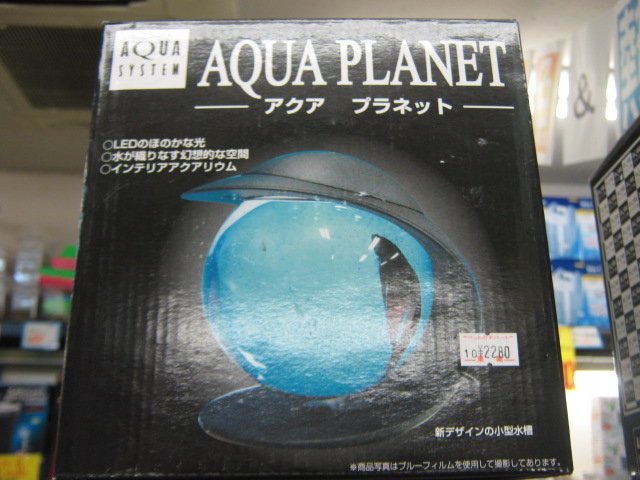 AQUA
SYSTEM
AQUA PLANET
アクア プラネット
○LEDのほのかな光
○水が織りなす幻想的な空間
○インテリアアクアリウム
&
10 ¥2280
新デザインの小型水槽
※商品写真はブルーフィルムを使用して撮影してあります。